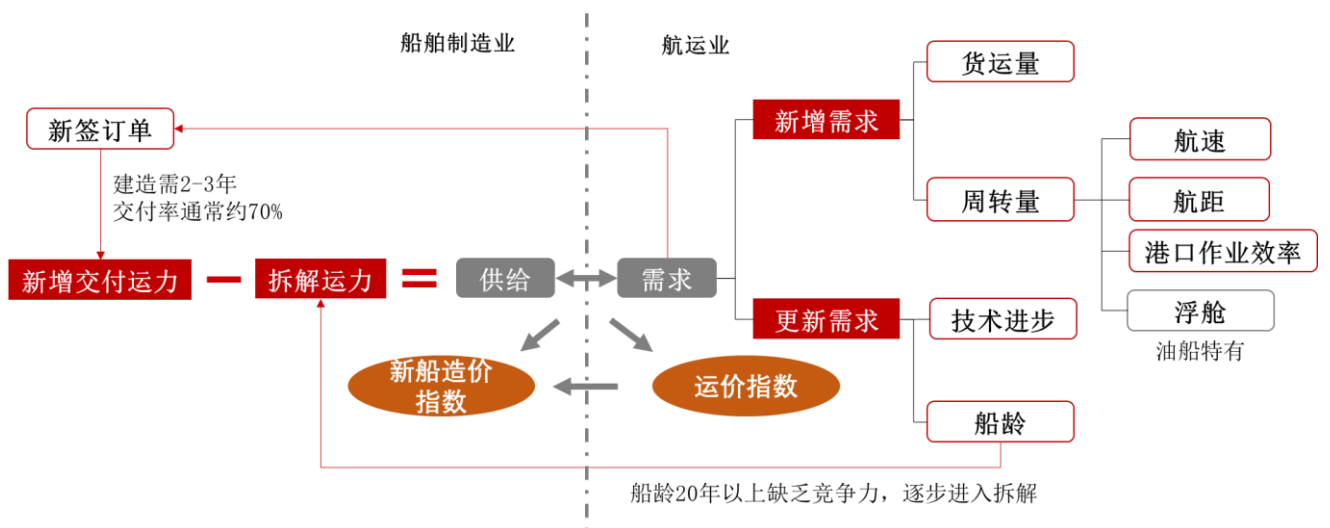 船舶制造业
航运业
货运量
新签订单
新增需求
航速
建造需2-3年
交付率通常约70%
周转量
航距
港口作业效率
新增交付运力
拆解运力
供给
需求
浮舱
更新需求
技术进步
油船特有
新船造价
指数
运价指数
船龄
船龄20年以上缺乏竞争力，逐步进入拆解